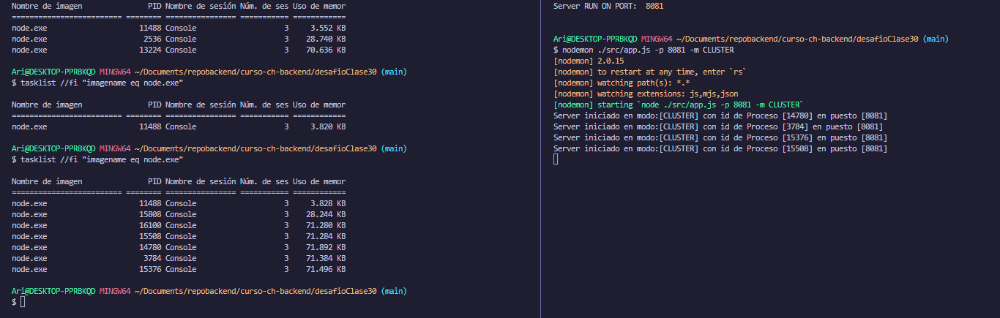 Nombre de imagen PID Nombre de sesión Núm. de ses Uso de memor
========================= ======== ================ =========== ============
node.exe 11488 Console 3 3.552 KB
node.exe 2536 Console 3 28.740 KB
node.exe 13224 Console 3 70.636 KB
Ari@DESKTOP-PPRBKQD MINGW64 ~/Documents/repobackend/curso-ch-backend/desafioClase30 (main)
$ tasklist //fi "imagename eq node.exe"
Nombre de imagen PID Nombre de sesión Núm. de ses Uso de memor
========================= ======== ================ =========== ============
node.exe 11488 Console 3 3.820 KB
Ari@DESKTOP-PPRBKQD MINGW64 ~/Documents/repobackend/curso-ch-backend/desafioClase30 (main)
$ tasklist //fi "imagename eq node.exe"
Nombre de imagen PID Nombre de sesión Núm. de ses Uso de memor
========================= ======== ================ =========== ============
node.exe 11488 Console 3 3.828 KB
node.exe 15808 Console 3 28.244 KB
node.exe 16100 Console 3 71.280 KB
node.exe 15508 Console 3 71.284 KB
node.exe 14780 Console 3 71.892 KB
node.exe 3784 Console 3 71.384 KB
node.exe 15376 Console 3 71.496 KB
Ari@DESKTOP-PPRBKQD MINGW64 ~/Documents/repobackend/curso-ch-backend/desafioClase30 (main)
$
Server RUN ON PORT: 8081
Ari@DESKTOP-PPRBKQD MINGW64 ~/Documents/repobackend/curso-ch-backend/desafioClase30 (main)
$ nodemon ./src/app.js -p 8081 -m CLUSTER
[nodemon] 2.0.15
[nodemon] to restart at any time, enter `rs`
[nodemon] watching path(s): *.*
[nodemon] watching extensions: js,mjs,json
[nodemon] starting `node ./src/app.js -p 8081 -m CLUSTER`
Server iniciado en modo:[CLUSTER] con id de Proceso [14780] en puesto [8081]
Server iniciado en modo:[CLUSTER] con id de Proceso [3784] en puesto [8081]
Server iniciado en modo:[CLUSTER] con id de Proceso [15376] en puesto [8081]
Server iniciado en modo:[CLUSTER] con id de Proceso [15508] en puesto [8081]